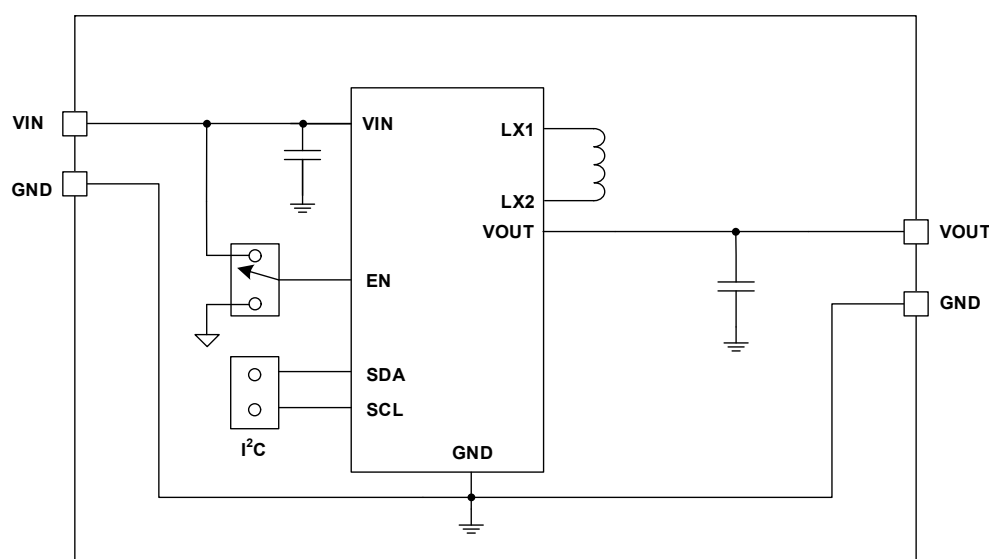 VIN
VIN
LX1
GND
LX2
VOUT
VOUT
EN
GND
SDA
SCL
I²C
GND